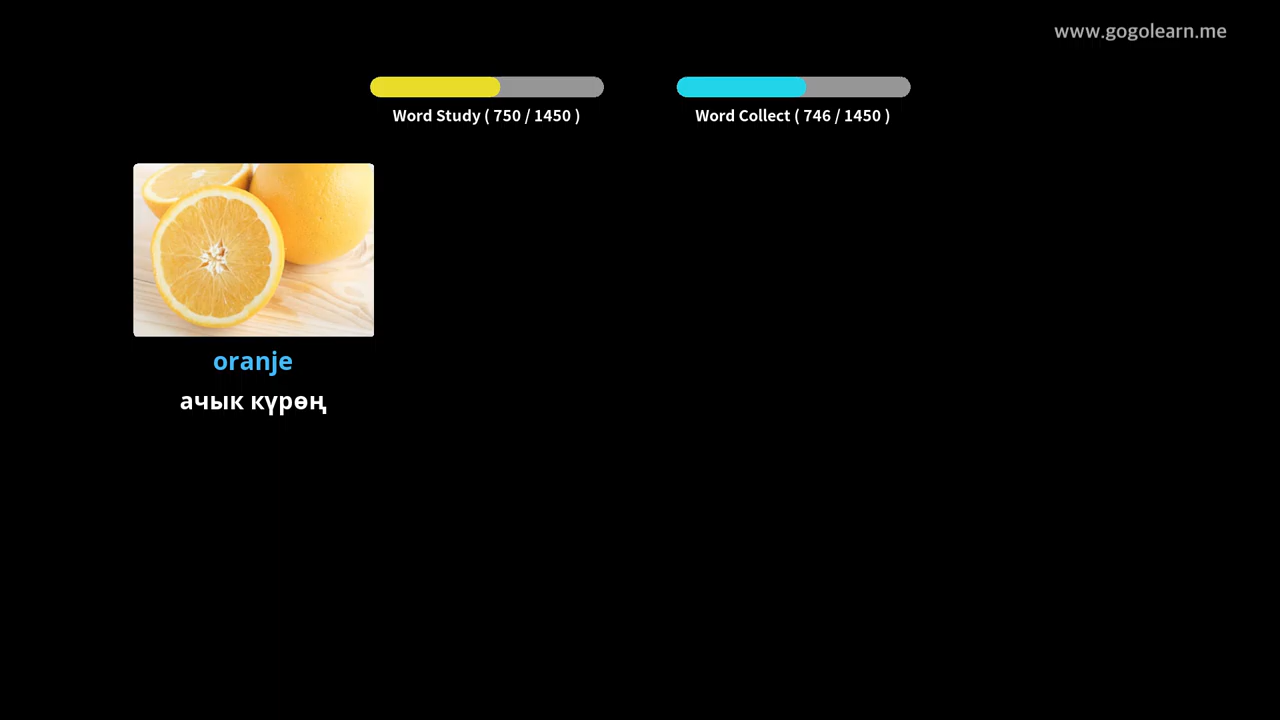 www.gogolearn.me
Word Study ( 750 / 1450 )
Word Collect ( 746 / 1450 )
oranje
ачык күрөң